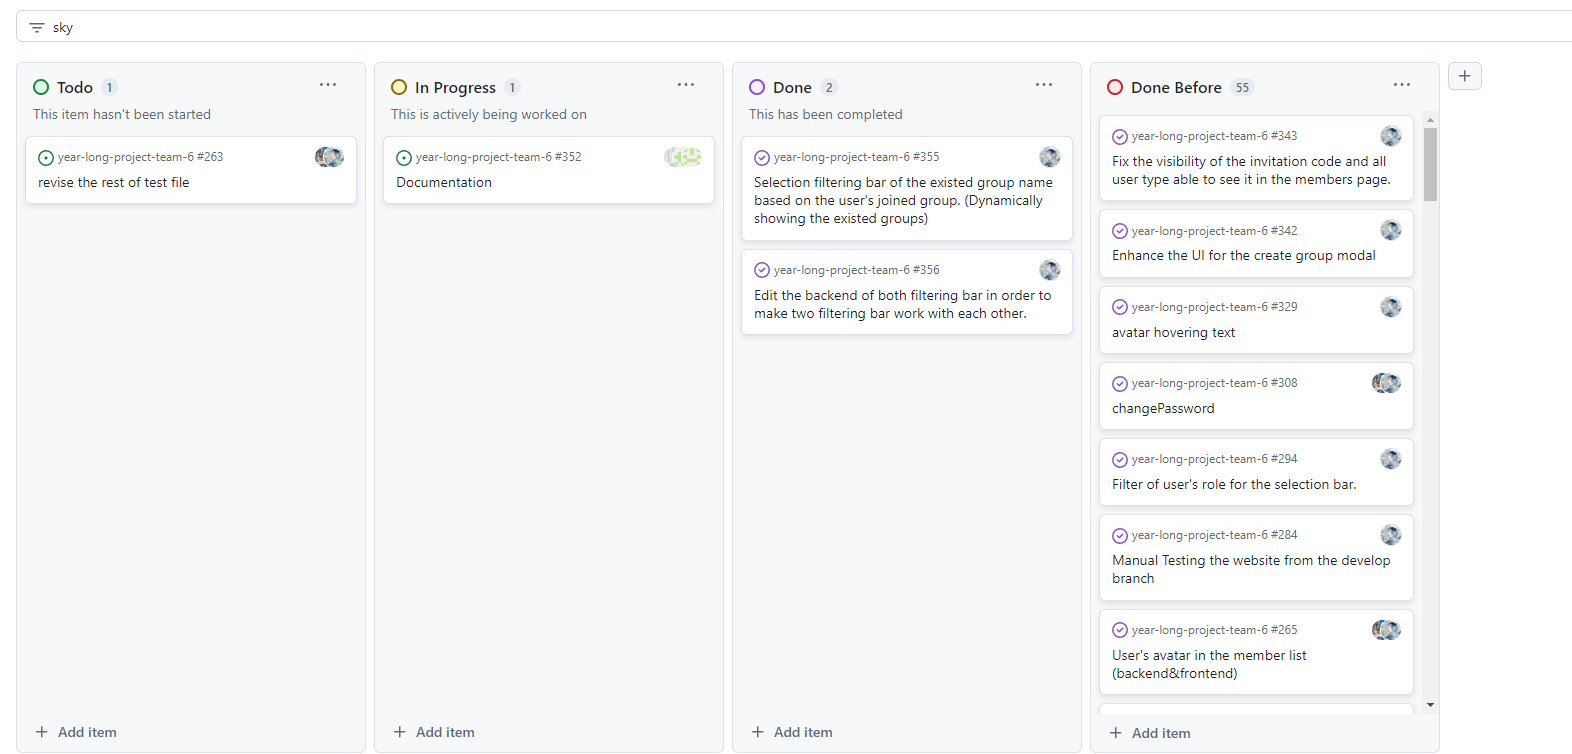 sky
Todo 1
This item hasn't been started
year-long-project-team-6 #263
revise the rest of test file
Add item
In Progress 1
This is actively being worked on
year-long-project-team-6 #352
Documentation
Add item
Done 2
This has been completed
year-long-project-team-6 #355
Selection filtering bar of the existed group name
based on the user's joined group. (Dynamically
showing the existed groups)
year-long-project-team-6 #356
Edit the backend of both filtering bar in order to
make two filtering bar work with each other.
Add item
Done Before 55
year-long-project-team-6 #343
Fix the visibility of the invitation code and all
user type able to see it in the members page.
year-long-project-team-6 #342
Enhance the UI for the create group modal
year-long-project-team-6 #329
avatar hovering text
year-long-project-team-6 #308
changePassword
year-long-project-team-6 #294
Filter of user's role for the selection bar.
year-long-project-team-6 #284
Manual Testing the website from the develop
branch
year-long-project-team-6 #265
User's avatar in the member list
(backend&frontend)
Add item